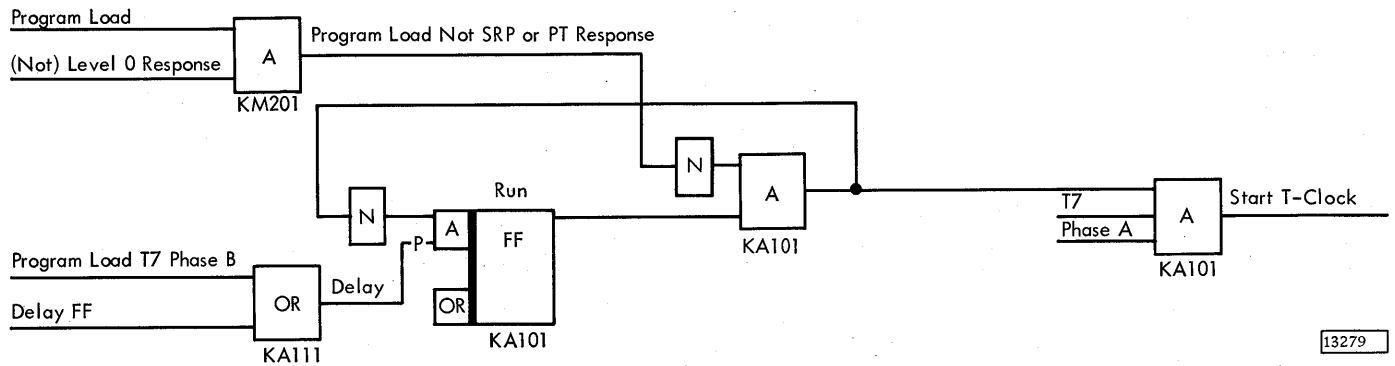 Program Load
(Not) Level 0 Response
A
KM201
Program Load Not SRP or PT Response
N
A
KA101
Run
N
A
FF
P
OR
KA101
Program Load T7 Phase B
Delay FF
OR
KA111
Delay
T7
Phase A
A
KA101
Start T-Clock
13279